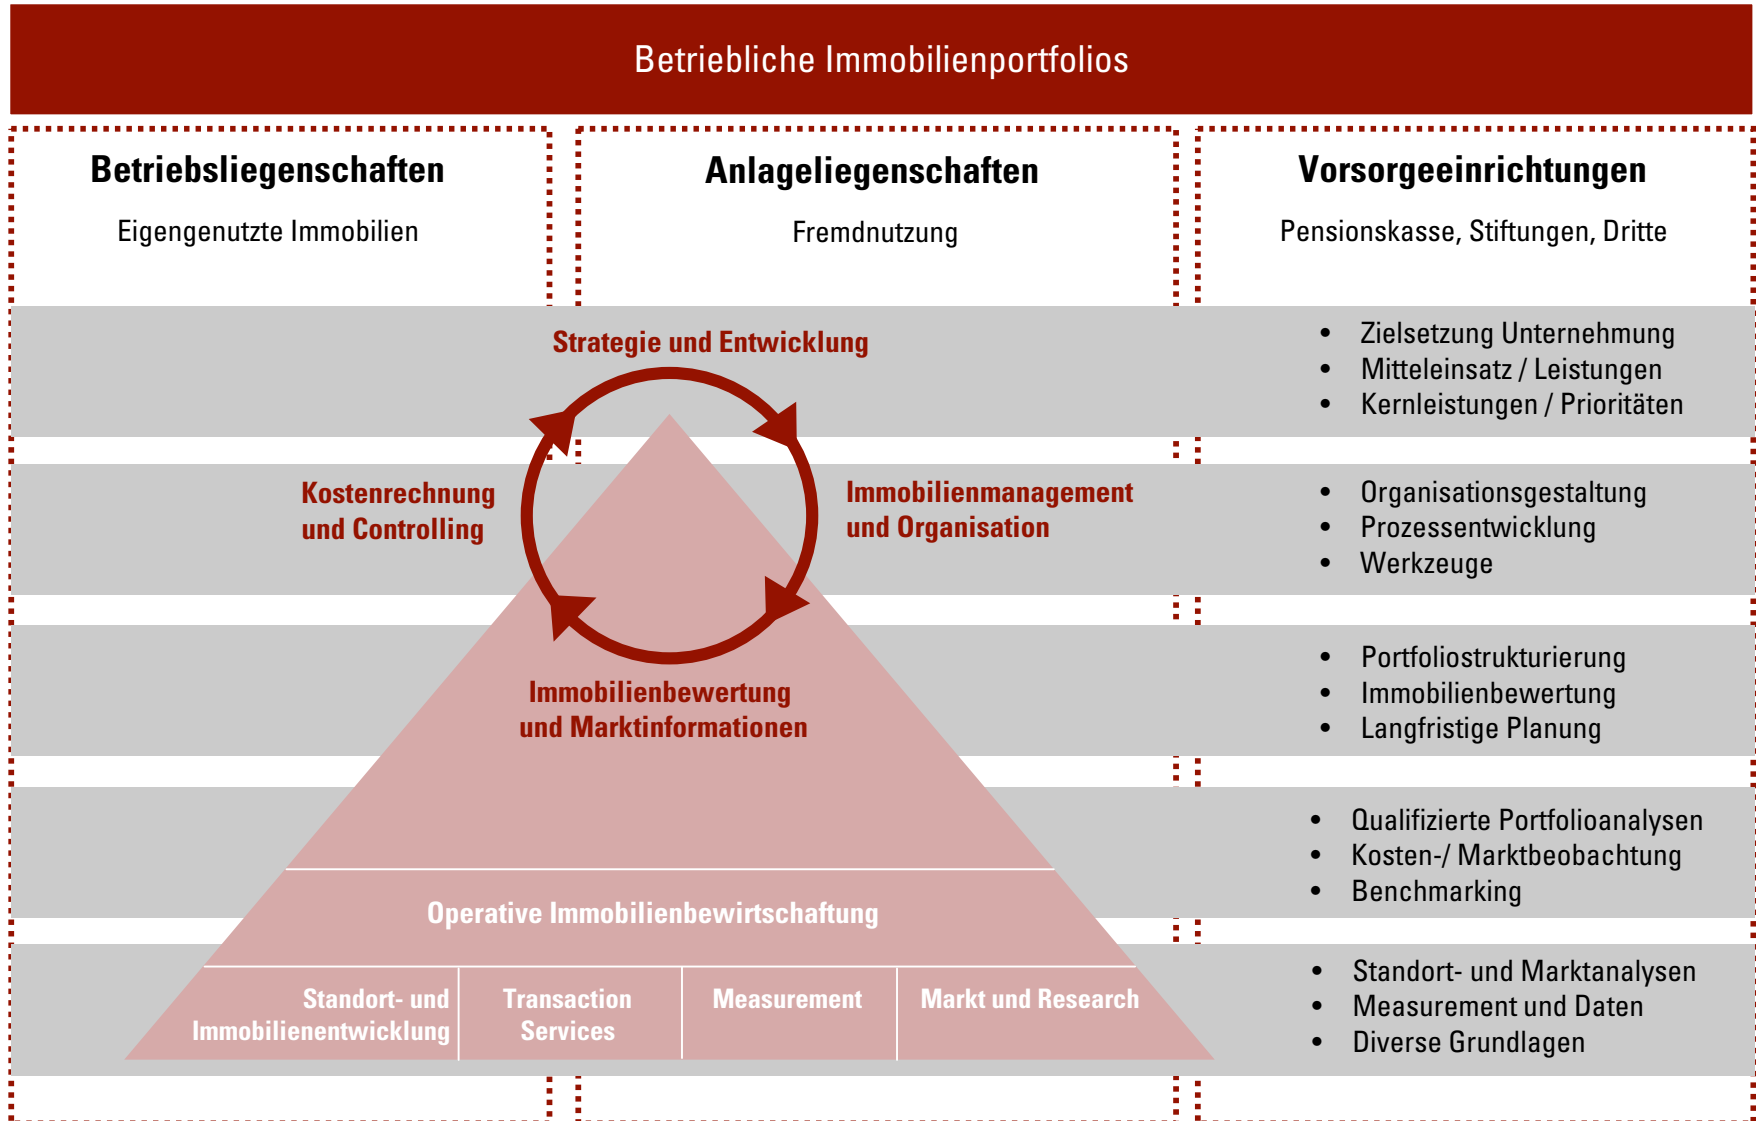 Betriebliche Immobilienportfolios
Betriebsliegenschaften
Eigengenutzte Immobilien
Anlageliegenschaften
Fremdnutzung
Vorsorgeeinrichtungen
Pensionskasse, Stiftungen, Dritte
Strategie und Entwicklung
• Zielsetzung Unternehmung
• Mitteleinsatz / Leistungen
• Kernleistungen / Prioritäten
Kostenrechnung
und Controlling
Immobilienmanagement
und Organisation
• Organisationsgestaltung
• Prozessentwicklung
• Werkzeuge
Immobilienbewertung
und Marktinformationen
• Portfoliostrukturierung
• Immobilienbewertung
• Langfristige Planung
• Qualifizierte Portfolioanalysen
• Kosten-/ Marktbeobachtung
• Benchmarking
Operative Immobilienbewirtschaftung
Standort- und
Immobilienentwicklung
Transaction
Services
Measurement
Markt und Research
• Standort- und Marktanalysen
• Measurement und Daten
• Diverse Grundlagen